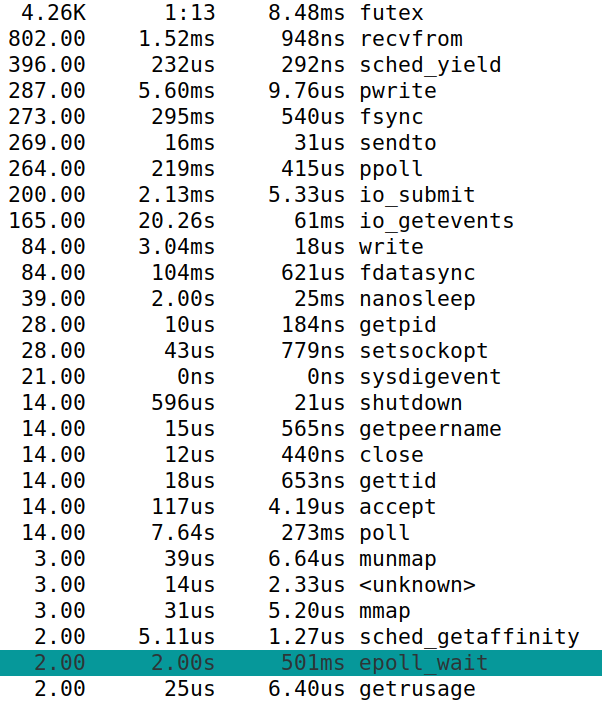 4.26K 1:13 8.48ms futex
802.00 1.52ms 948ns recvfrom
396.00 232us 292ns sched_yield
287.00 5.60ms 9.76us pwrite
273.00 295ms 540us fsync
269.00 16ms 31us sendto
264.00 219ms 415us ppoll
200.00 2.13ms 5.33us io_submit
165.00 20.26s 61ms io_getevents
84.00 3.04ms 18us write
84.00 104ms 621us fdatasync
39.00 2.00s 25ms nanosleep
28.00 10us 184ns getpid
28.00 43us 779ns setsockopt
21.00 0ns 0ns sysdigevent
14.00 596us 21us shutdown
14.00 15us 565ns getpeername
14.00 12us 440ns close
14.00 18us 653ns gettid
14.00 117us 4.19us accept
14.00 7.64s 273ms poll
3.00 39us 6.64us munmap
3.00 14us 2.33us <unknown>
3.00 31us 5.20us mmap
2.00 5.11us 1.27us sched_getaffinity
2.00 2.00s 501ms epoll_wait
2.00 25us 6.40us getrusage